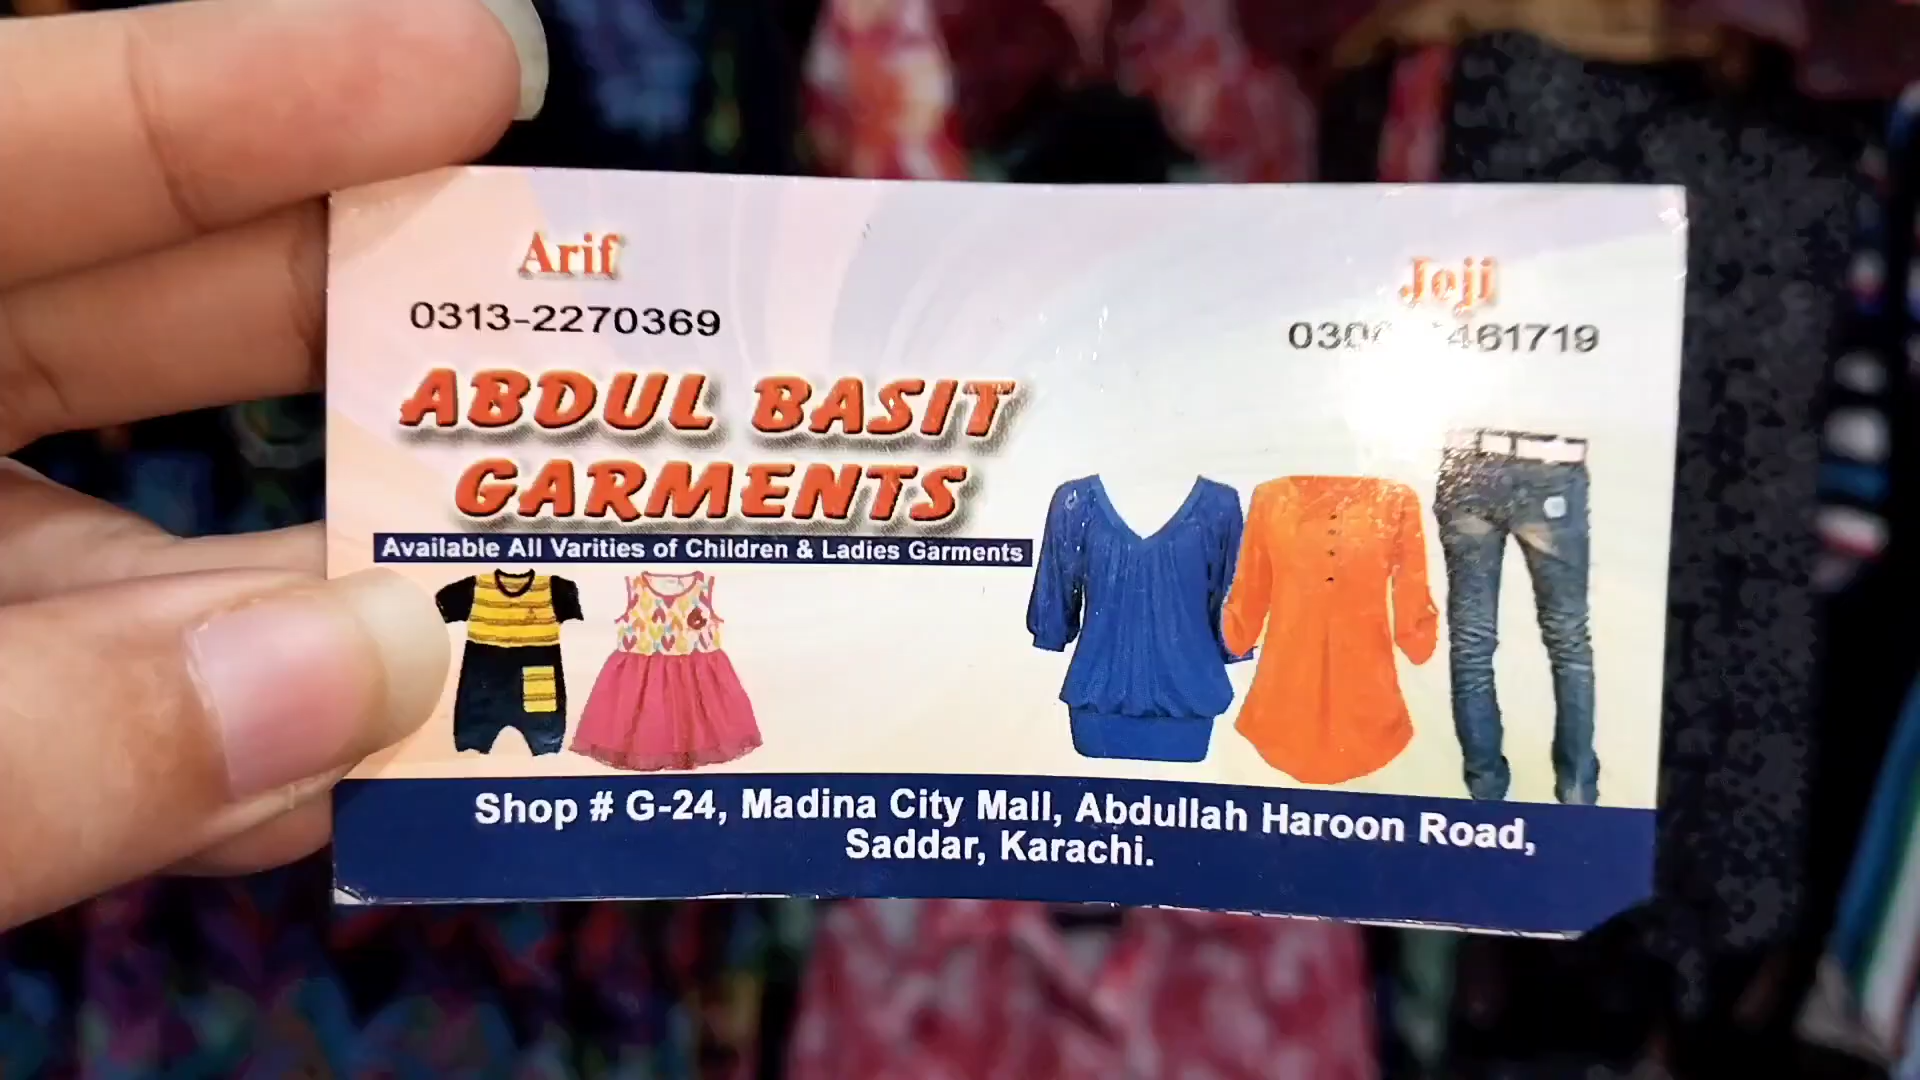 Arif
0313-2270369
Joji
ABDUL BASIT
GARMENTS
Available All Varities of Children & Ladies Garments
Shop # G-24, Madina City Mall, Abdullah Haroon Road,
Saddar, Karachi.